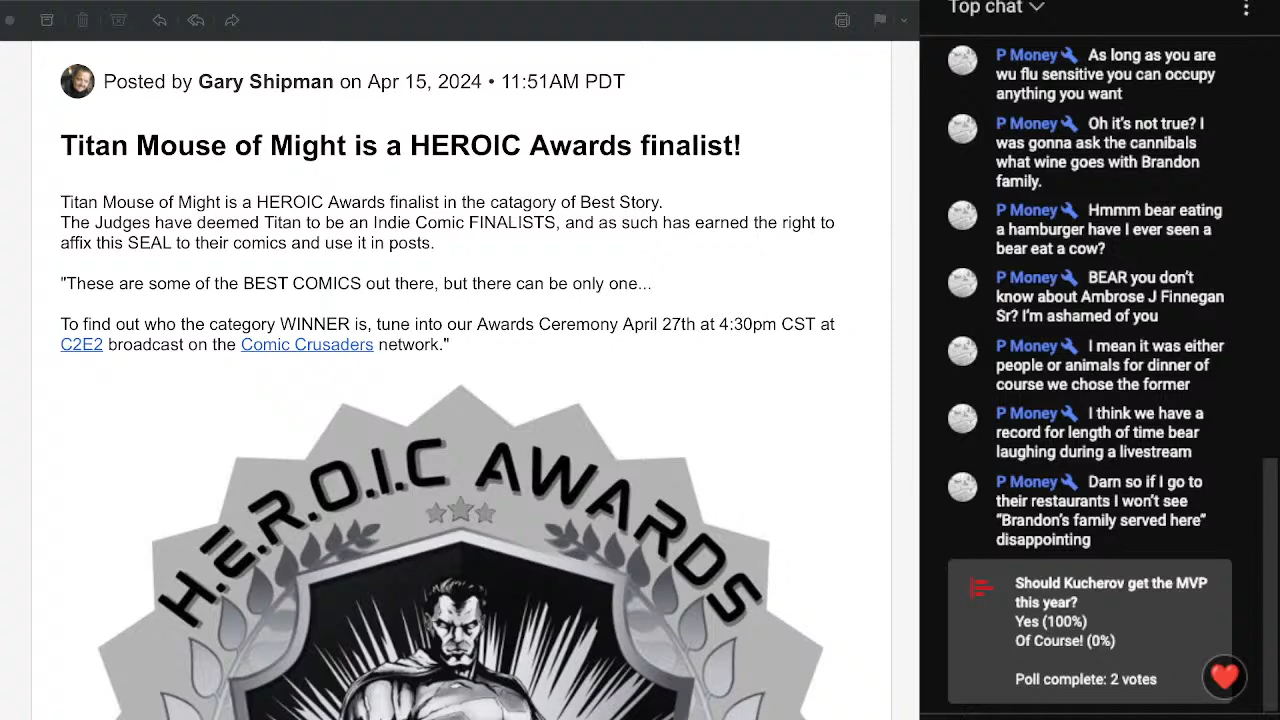 Posted by Gary Shipman on Apr 15, 2024 • 11:51AM PDT
Titan Mouse of Might is a HEROIC Awards finalist!
Titan Mouse of Might is a HEROIC Awards finalist in the catagory of Best Story.
The Judges have deemed Titan to be an Indie Comic FINALISTS, and as such has earned the right to
affix this SEAL to their comics and use it in posts.
"These are some of the BEST COMICS out there, but there can be only one...
To find out who the category WINNER is, tune into our Awards Ceremony April 27th at 4:30pm CST at
C2E2 broadcast on the Comic Crusaders network."
H.E.R.O.I.C AWARDS
Top chat
P Money As long as you are
wu flu sensitive you can occupy
anything you want
P Money Oh it's not true? I
was gonna ask the cannibals
what wine goes with Brandon
family.
P Money Hmmm bear eating
a hamburger have I ever seen a
bear eat a cow?
P Money BEAR you don't
know about Ambrose J Finnegan
Sr? I'm ashamed of you
P Money I mean it was either
people or animals for dinner of
course we chose the former
P Money I think we have a
record for length of time bear
laughing during a livestream
P Money Darn so if I go to
their restaurants I won't see
"Brandon's family served here"
disappointing
Should Kucherov get the MVP
this year?
Yes (100%)
Of Course! (0%)
Poll complete: 2 votes